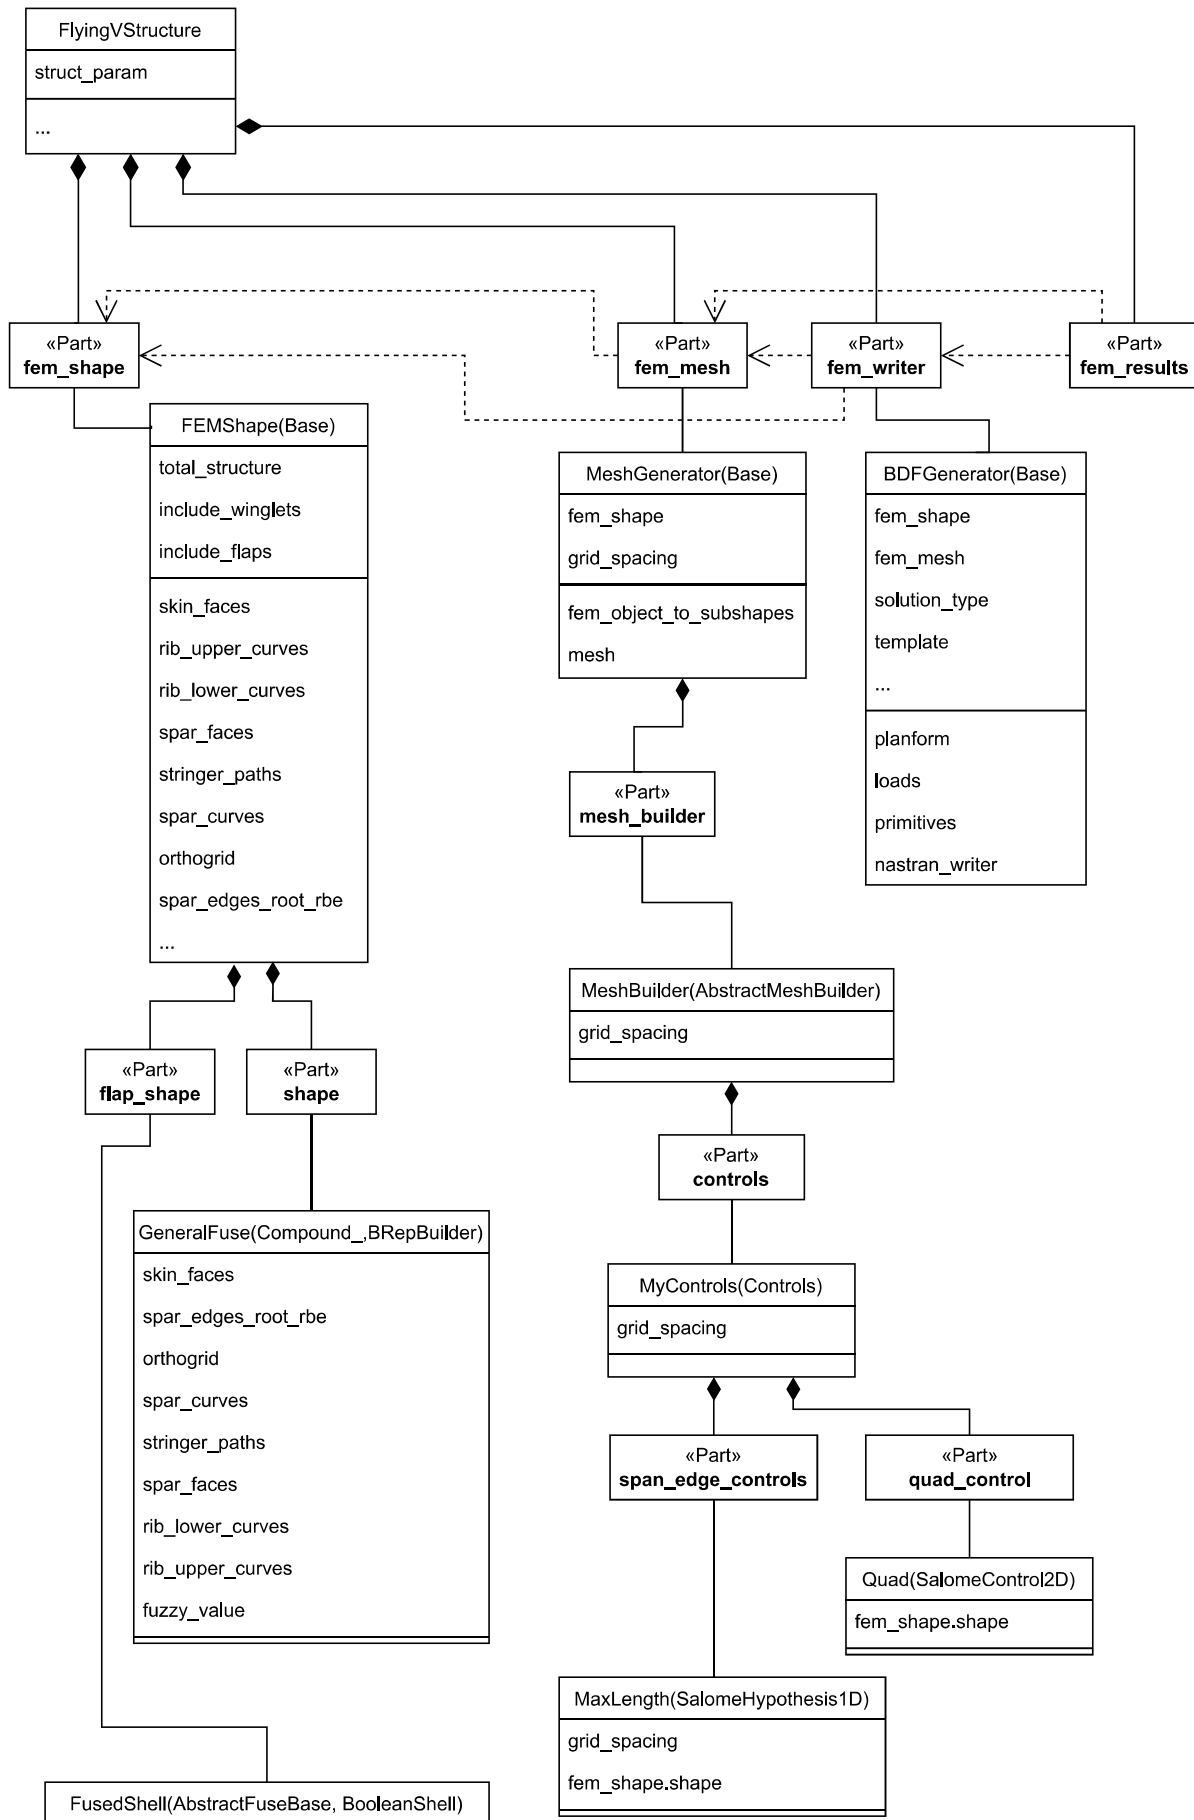 FlyingVStructure
struct_param
...
«Part»
fem_shape
«Part»
fem_mesh
«Part»
fem_writer
«Part»
fem_results
FEMShape(Base)
total_structure
include_winglets
include_flaps
skin_faces
rib_upper_curves
rib_lower_curves
spar_faces
stringer_paths
spar_curves
orthogrid
spar_edges_root_rbe
...
MeshGenerator(Base)
fem_shape
grid_spacing
fem_object_to_subshapes
mesh
BDFGenerator(Base)
fem_shape
fem_mesh
solution_type
template
...
planform
loads
primitives
nastran_writer
«Part»
mesh_builder
MeshBuilder(AbstractMeshBuilder)
grid_spacing
«Part»
flap_shape
«Part»
shape
«Part»
controls
GeneralFuse(Compound_,BRepBuilder)
skin_faces
spar_edges_root_rbe
orthogrid
spar_curves
stringer_paths
spar_faces
rib_lower_curves
rib_upper_curves
fuzzy_value
MyControls(Controls)
grid_spacing
«Part»
span_edge_controls
«Part»
quad_control
Quad(SalomeControl2D)
fem_shape.shape
MaxLength(SalomeHypothesis1D)
grid_spacing
fem_shape.shape
FusedShell(AbstractFuseBase, BooleanShell)